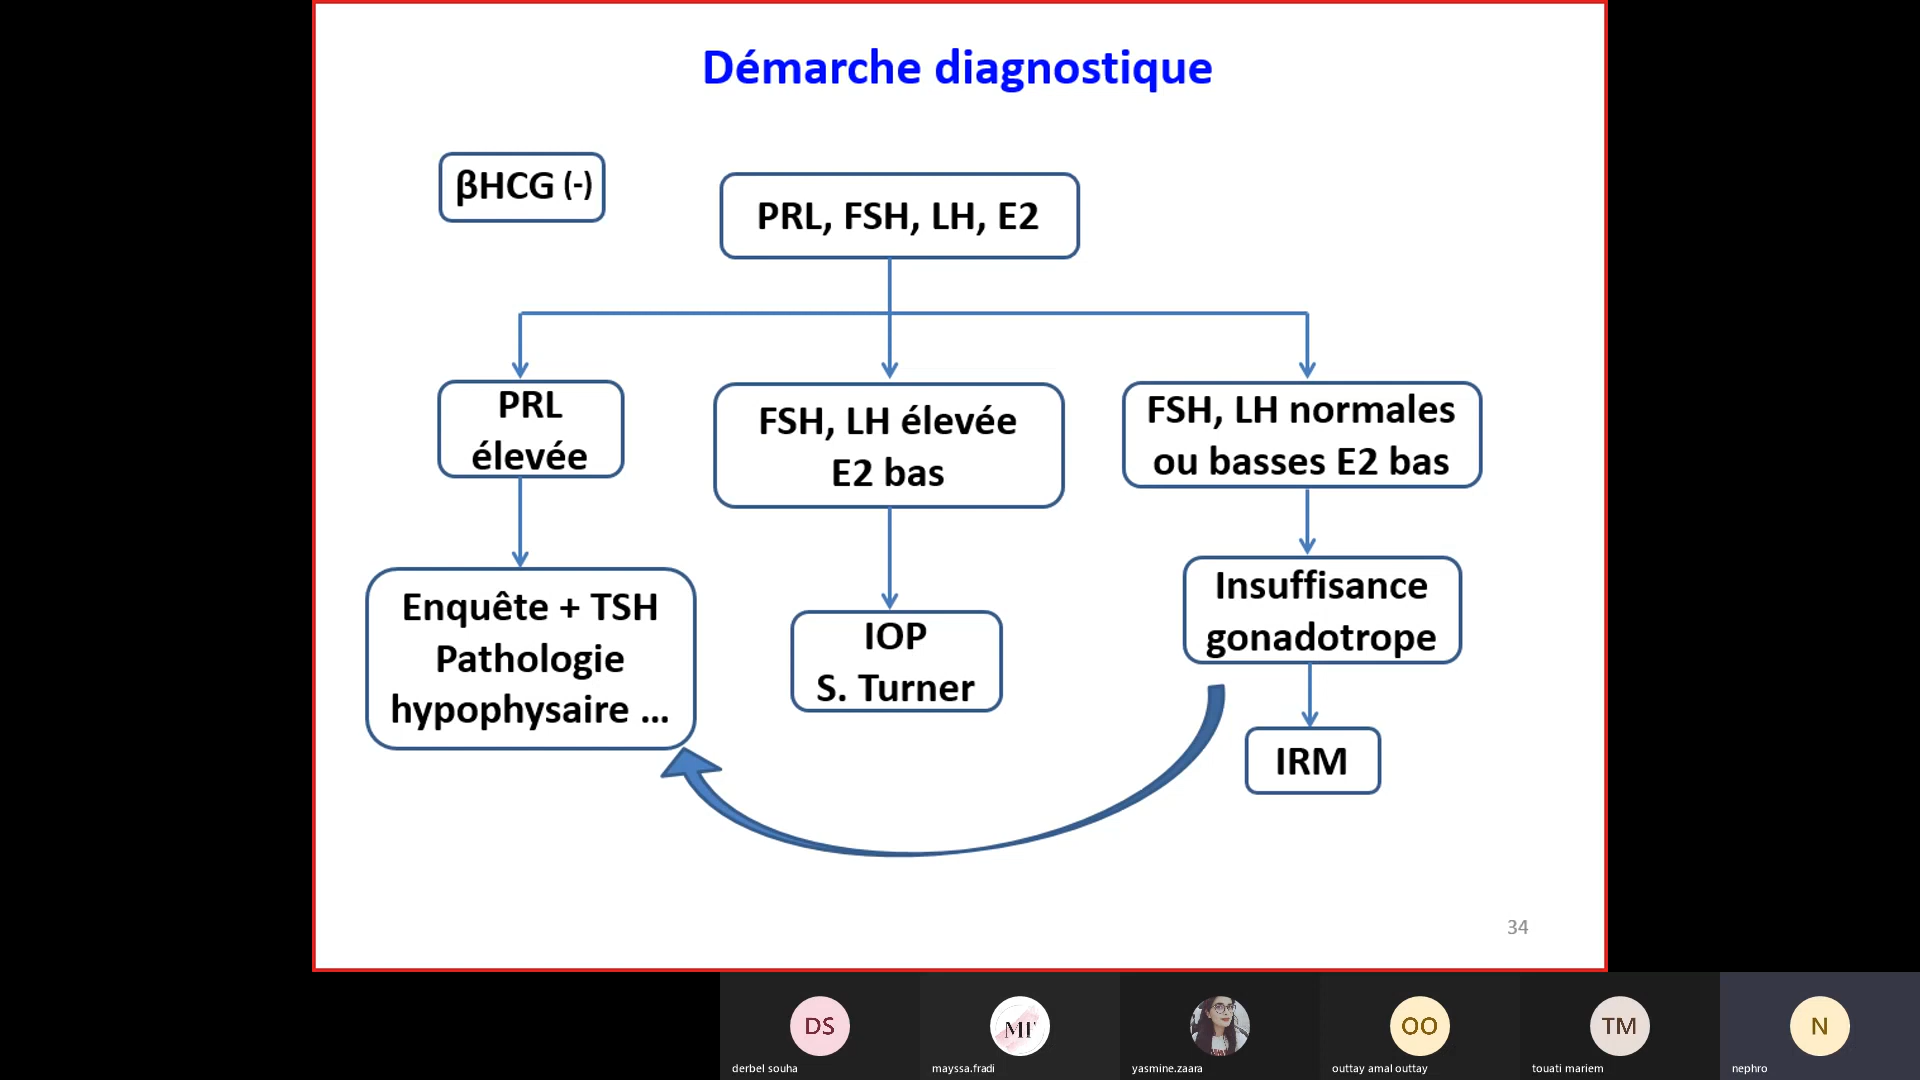 Démarche diagnostique
βHCG (-)
PRL, FSH, LH, E2
PRL
élevée
FSH, LH élevée
E2 bas
FSH, LH normales
ou basses E2 bas
Enquête + TSH
Pathologie
hypophysaire ...
IOP
S. Turner
Insuffisance
gonadotrope
IRM
34
DS
MF
OO
TM
N
derbel souha
mayssa.fradi
yasmine.zaara
outtay amal outtay
touati mariem
nephro